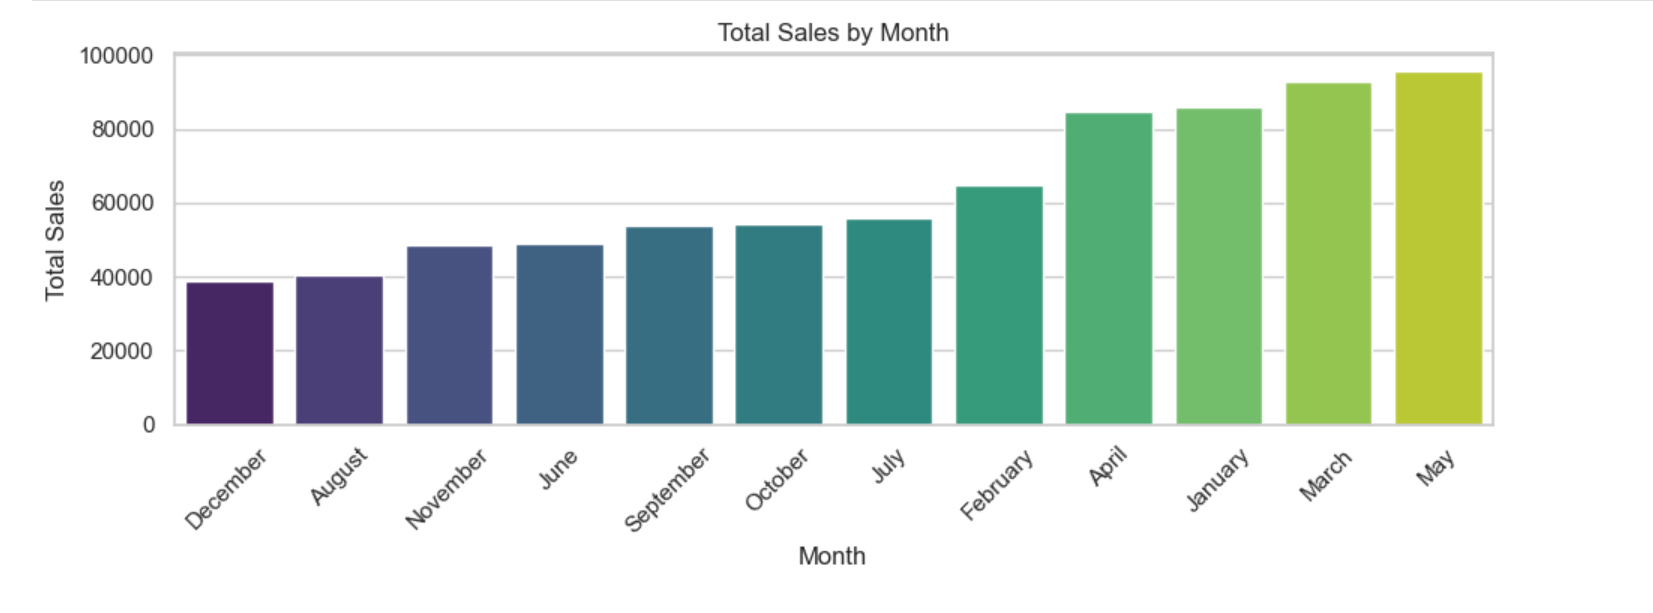 Total Sales by Month
100000
80000
60000
40000
20000
0
Total Sales
December
August
November
June
September
October
July
February
April
January
March
May
Month